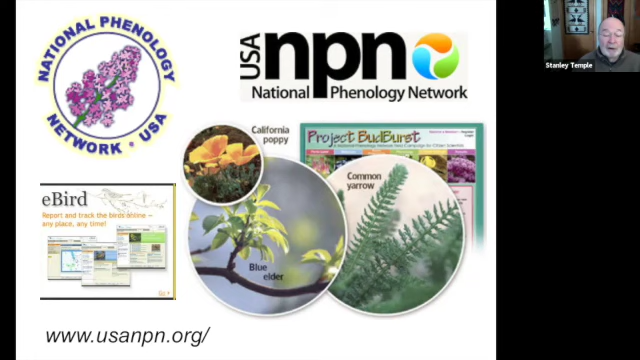 NATIONAL PHENOLOGY
NETWORK • USA
USA npn
National Phenology Network
Stanley Temple
California
poppy
Project BudBurst
Common
yarrow
Blue
elder
eBird
Report and track the birds online –
any place, any time!
Go
www.usanpn.org/